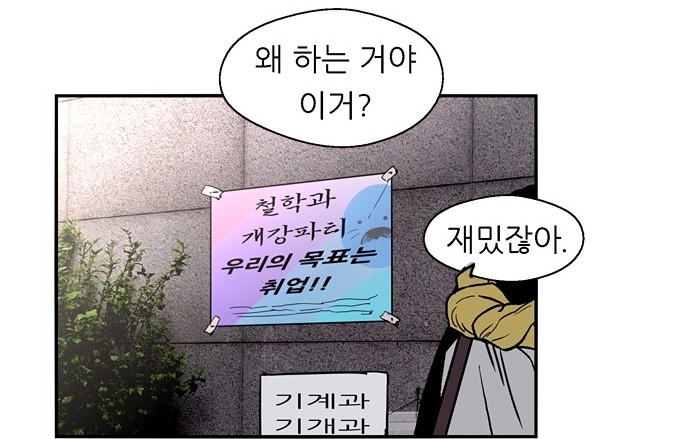 왜 하는 거야
이거?
철학과
개강파티
우리의 목표는
취업!!
재밌잖아.
기계과
기개과